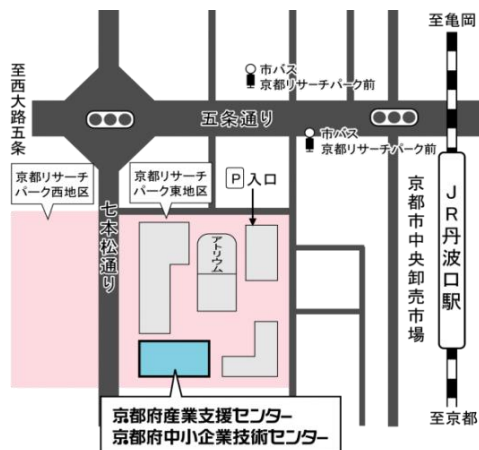 至亀岡
市バス
京都リサーチパーク前
至西大路五条
五条通り
市バス
京都リサーチパーク前
京都リサーチ
パーク西地区
京都リサーチ
パーク東地区
P 入口
七本松通り
アトリウム
京都市中央卸売市場
JR丹波口駅
京都府産業支援センター
京都府中小企業技術センター
至京都